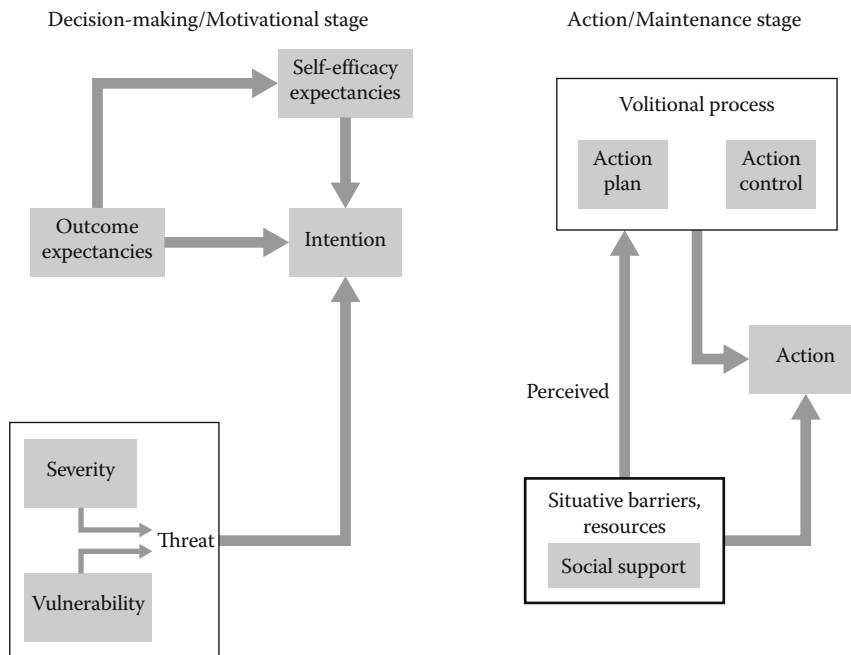 Decision-making/Motivational stage
Self-efficacy
expectancies
Outcome
expectancies
Intention
Severity
Threat
Vulnerability
Action/Maintenance stage
Volitional process
Action
plan
Action
control
Action
Perceived
Situative barriers,
resources
Social support